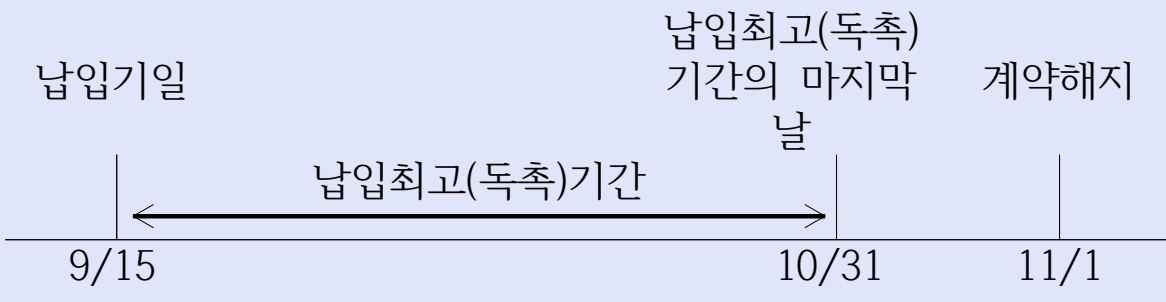 납입기일
납입최고(독촉)
기간의 마지막
날
계약해지
납입최고(독촉)기간
9/15
10/31
11/1